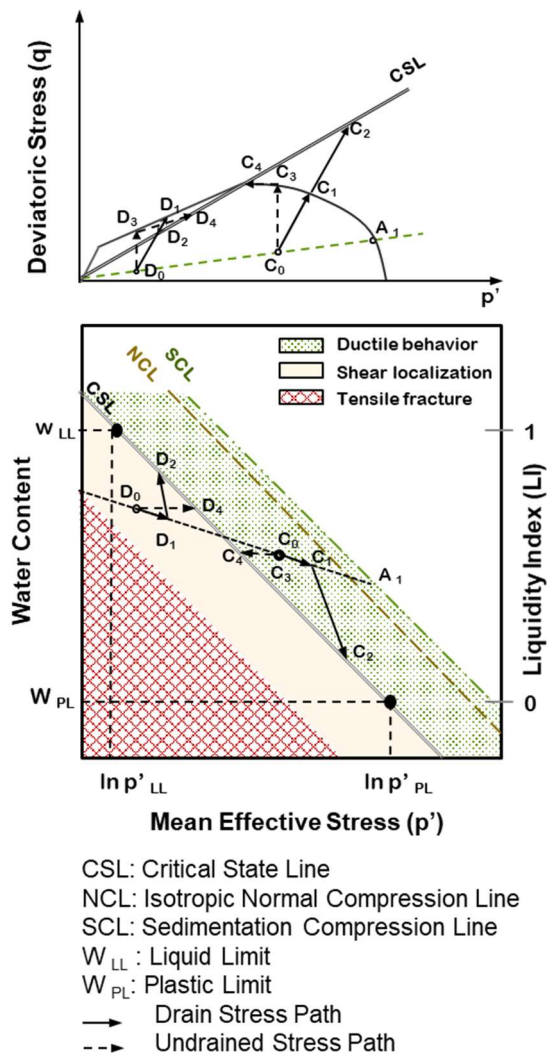 Deviatoric Stress (q)
CSL
C2
C4
C3
C1
D1
D3
D4
D2
A 1
D0
C0
p'
NCL
SCL
Ductile behavior
Shear localization
Tensile fracture
CSL
W LL
1
D2
D0
D4
D1
C0
C1
C4
C3
A 1
C2
Water Content
Liquidity Index (LI)
W PL
0
ln p' LL
ln p' PL
Mean Effective Stress (p')
CSL: Critical State Line
NCL: Isotropic Normal Compression Line
SCL: Sedimentation Compression Line
W LL : Liquid Limit
W PL: Plastic Limit
Drain Stress Path
Undrained Stress Path